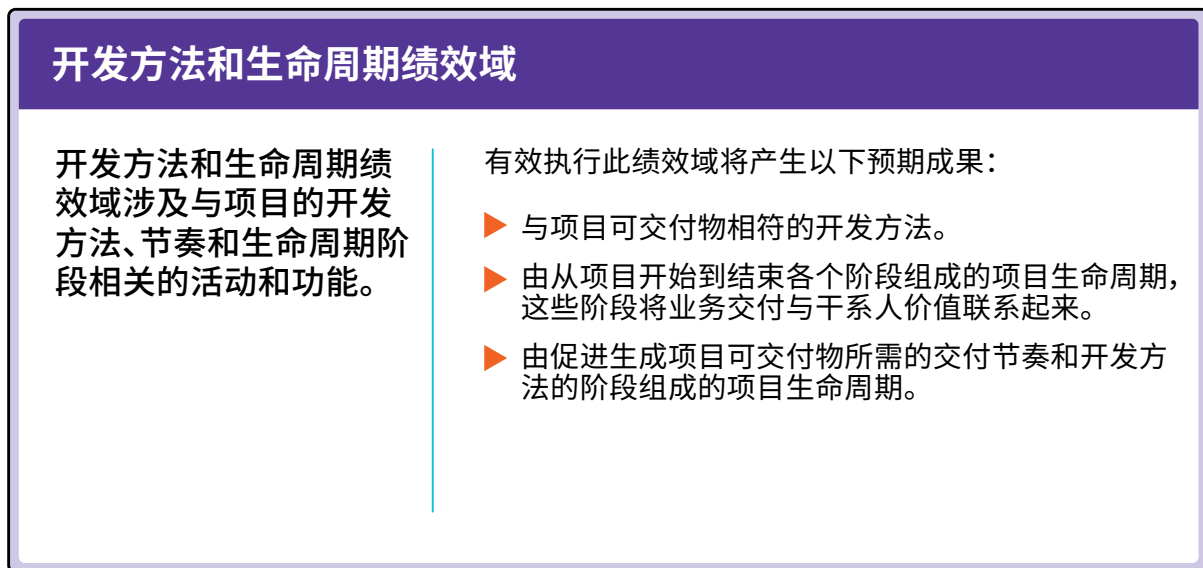 开发方法和生命周期绩效域
开发方法和生命周期绩
效域涉及与项目的开发
方法、节奏和生命周期阶
段相关的活动和功能。
有效执行此绩效域将产生以下预期成果：
与项目可交付物相符的开发方法。
由从项目开始到结束各个阶段组成的项目生命周期，
这些阶段将业务交付与干系人价值联系起来。
由促进生成项目可交付物所需的交付节奏和开发方
法的阶段组成的项目生命周期。